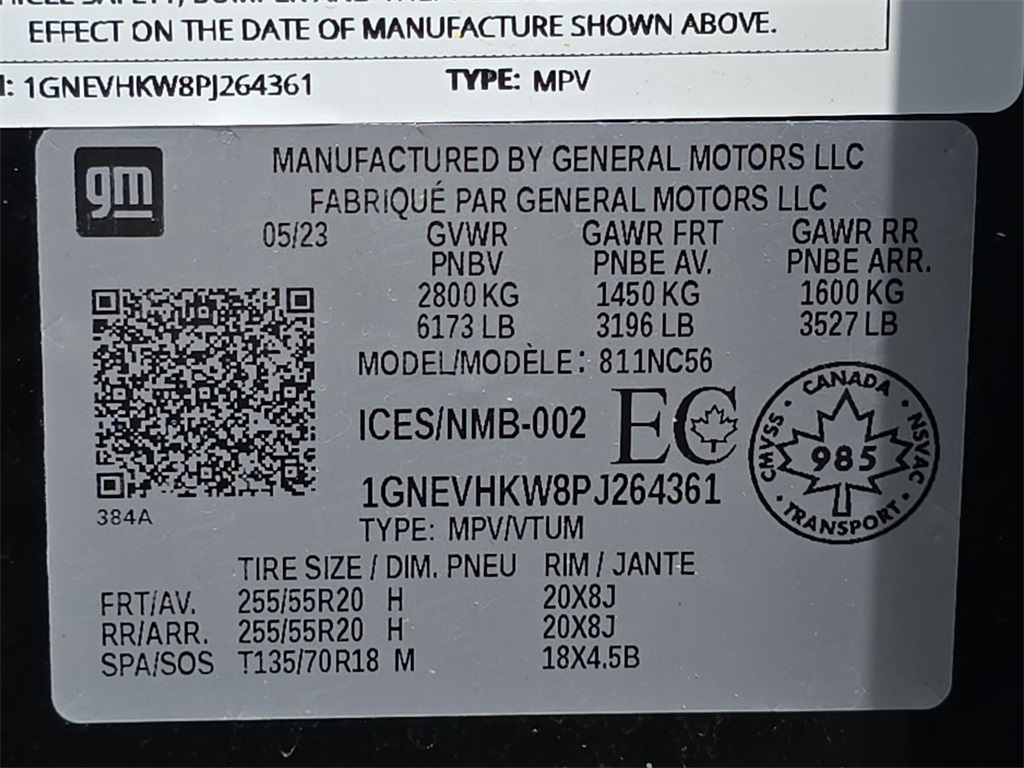 EFFECT ON THE DATE OF MANUFACTURE SHOWN ABOVE.
: 1GNEVHKW8PJ264361 TYPE: MPV
gm
MANUFACTURED BY GENERAL MOTORS LLC
FABRIQUÉ PAR GENERAL MOTORS LLC
05/23 GVWR GAWR FRT GAWR RR
PNBV PNBE AV. PNBE ARR.
2800 KG 1450 KG 1600 KG
6173 LB 3196 LB 3527 LB
MODEL/MODÈLE: 811NC56
ICES/NMB-002 EC
CANADA
CMVSS 985 NSVAC
TRANSPORT
1GNEVHKW8PJ264361
384A
TYPE: MPV/VTUM
TIRE SIZE / DIM. PNEU RIM / JANTE
FRT/AV. 255/55R20 H 20X8J
RR/ARR. 255/55R20 H 20X8J
SPA/SOS T135/70R18 M 18X4.5B